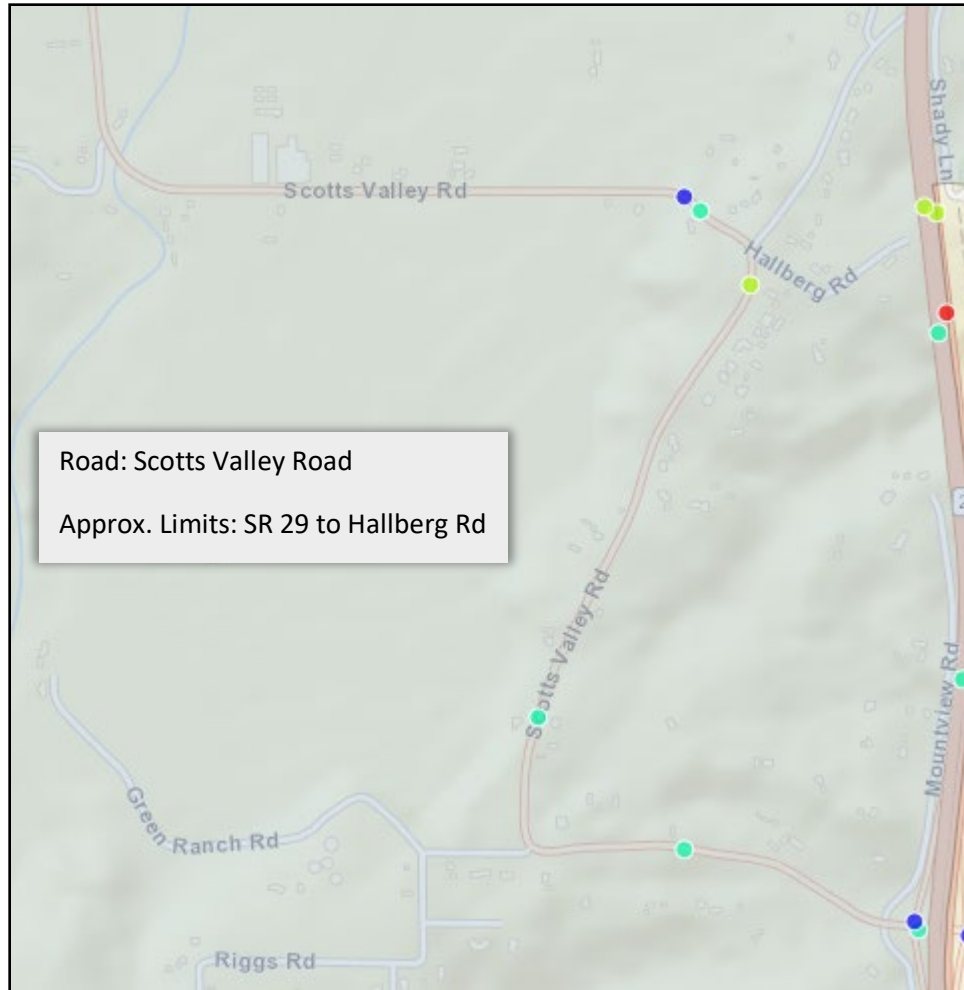 Shady Ln
Scotts Valley Rd
Hallberg Rd
Road: Scotts Valley Road
Approx. Limits: SR 29 to Hallberg Rd
2
Scotts Valley Rd
Mountview Rd
Green Ranch Rd
Riggs Rd